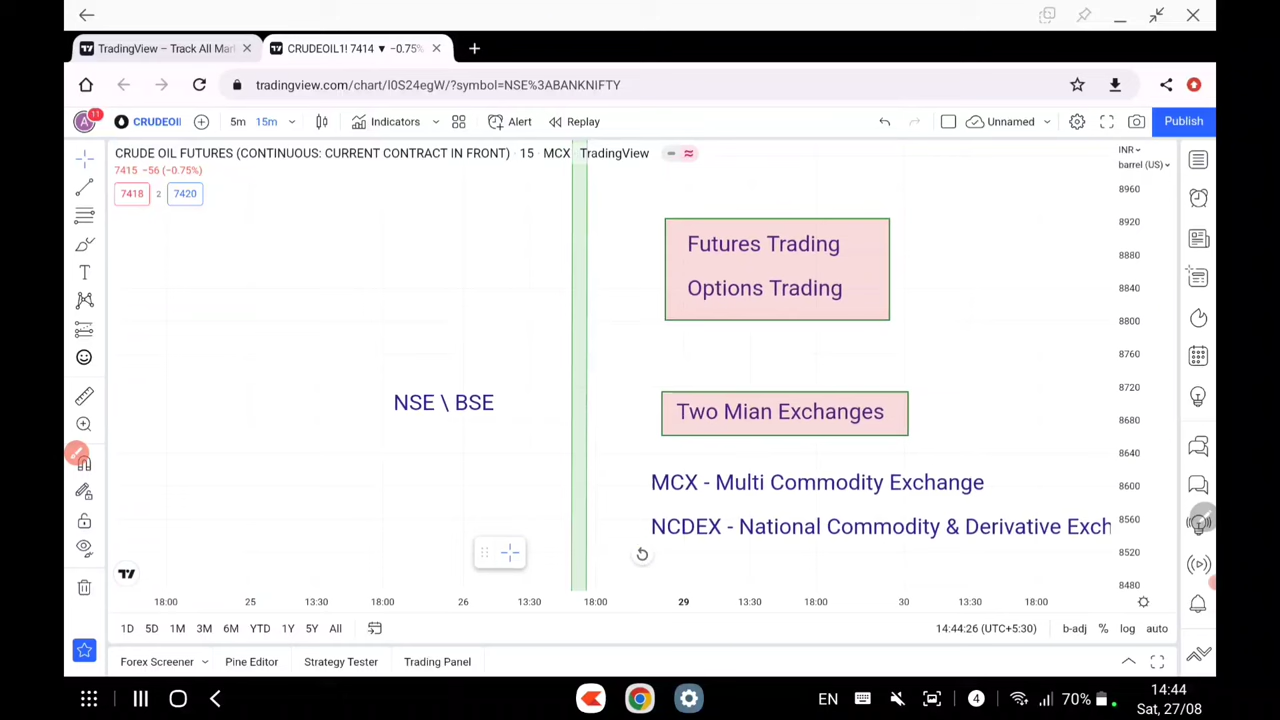 TradingView – Track All Mar
CRUDEOIL1! 7414 ▼ −0.75%
tradingview.com/chart/I0S24egW/?symbol=NSE%3ABANKNIFTY
A 11 CRUDEOI 5m 15m Indicators Alert Replay Unnamed Publish
CRUDE OIL FUTURES (CONTINUOUS: CURRENT CONTRACT IN FRONT) · 15 · MCX · TradingView
7415 −56 (−0.75%)
7418 2 7420
INR
barrel (US)
8960
8920
8880
8840
8800
8760
8720
8680
8640
8600
8560
8520
8480
Futures Trading
Options Trading
NSE \ BSE
Two Mian Exchanges
MCX - Multi Commodity Exchange
NCDEX - National Commodity & Derivative Exch
18:00 25 13:30 18:00 26 13:30 18:00 29 13:30 18:00 30 13:30 18:00
1D 5D 1M 3M 6M YTD 1Y 5Y All 14:44:26 (UTC+5:30) b-adj % log auto
Forex Screener Pine Editor Strategy Tester Trading Panel
EN 4 70% 14:44
Sat, 27/08